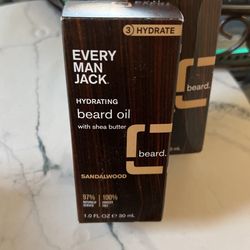 3 HYDRATE
EVERY
MAN
JACK.
HYDRATING
beard oil
with shea butter
beard.
SANDALWOOD
97%
100%
1.0 FL OZ 30 mL
beard.